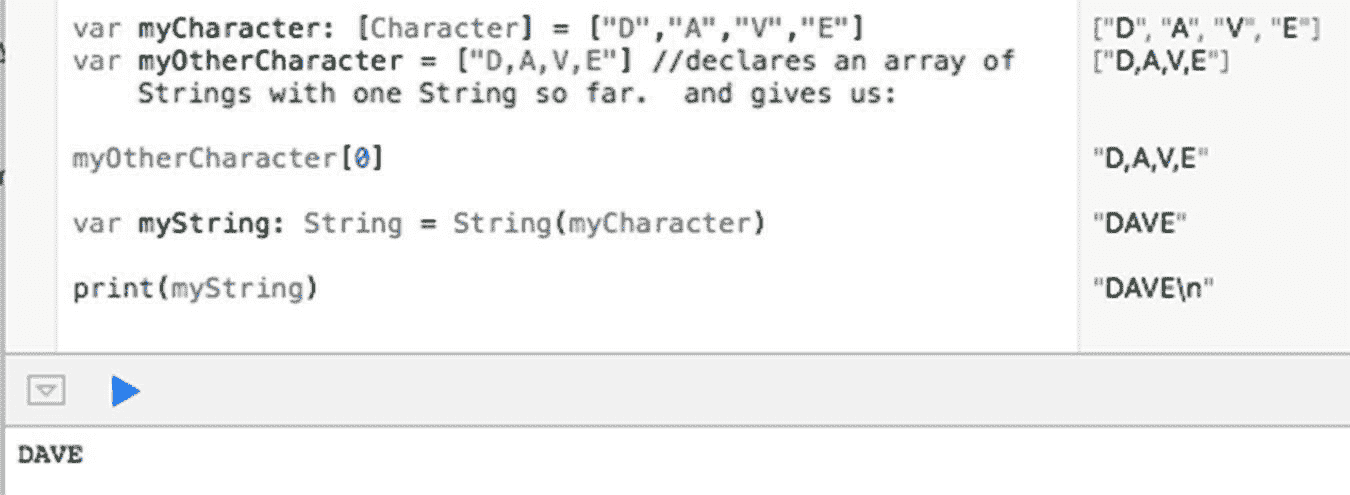 var myCharacter: [Character] = ["D","A","V","E"]
["D", "A", "V", "E"]
var myOtherCharacter = ["D,A,V,E"] //declares an array of
["D,A,V,E"]
Strings with one String so far.  and gives us:
myOtherCharacter[0]
"D,A,V,E"
var myString: String = String(myCharacter)
"DAVE"
print(myString)
"DAVE\n"
DAVE